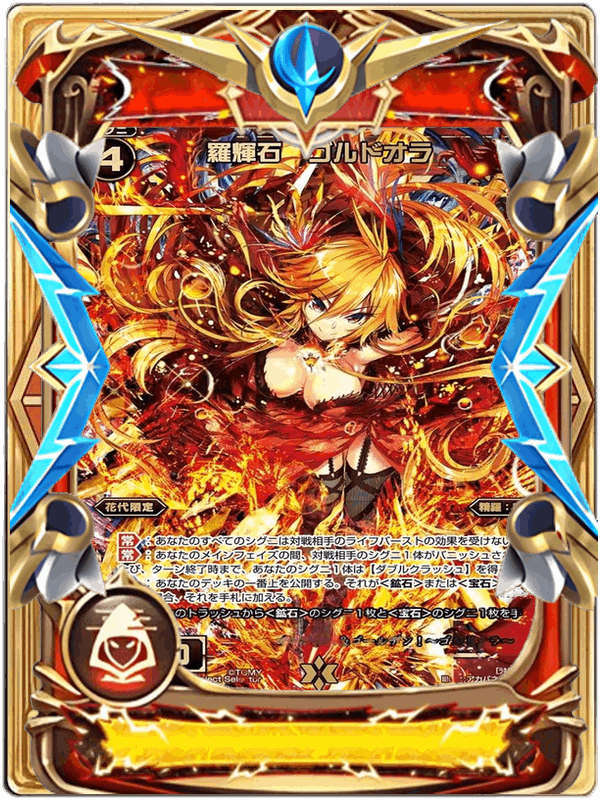 4
羅輝石 ゴルドオラ
花代限定
精羅:
常:あなたのすべてのシグニは対戦相手のライフバーストの効果を受けない
常:あなたのメインフェイズの間、対戦相手のシグニ1体がバニッシュさ
び、ターン終了時まで、あなたのシグニ1体は【ダブルクラッシュ】を得
:あなたのデッキの一番上を公開する。それが<鉱石>または<宝石>
合、それを手札に加える。
のトラッシュから<鉱石>のシグニ1枚と<宝石>のシグニ1枚を手
©TOMY